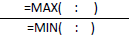 =MAX(    :    )
=MIN(    :    )